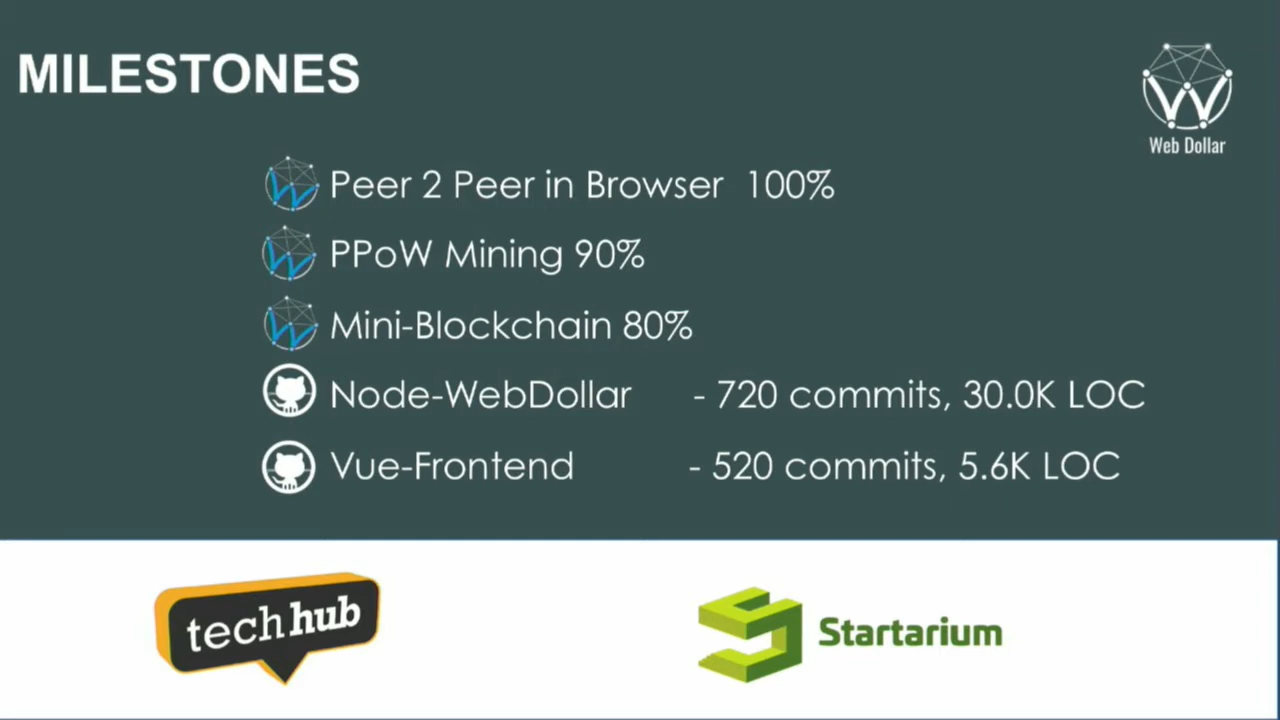 MILESTONES
Web Dollar
Peer 2 Peer in Browser 100%
PPoW Mining 90%
Mini-Blockchain 80%
Node-WebDollar - 720 commits, 30.0K LOC
Vue-Frontend - 520 commits, 5.6K LOC
techhub
Startarium